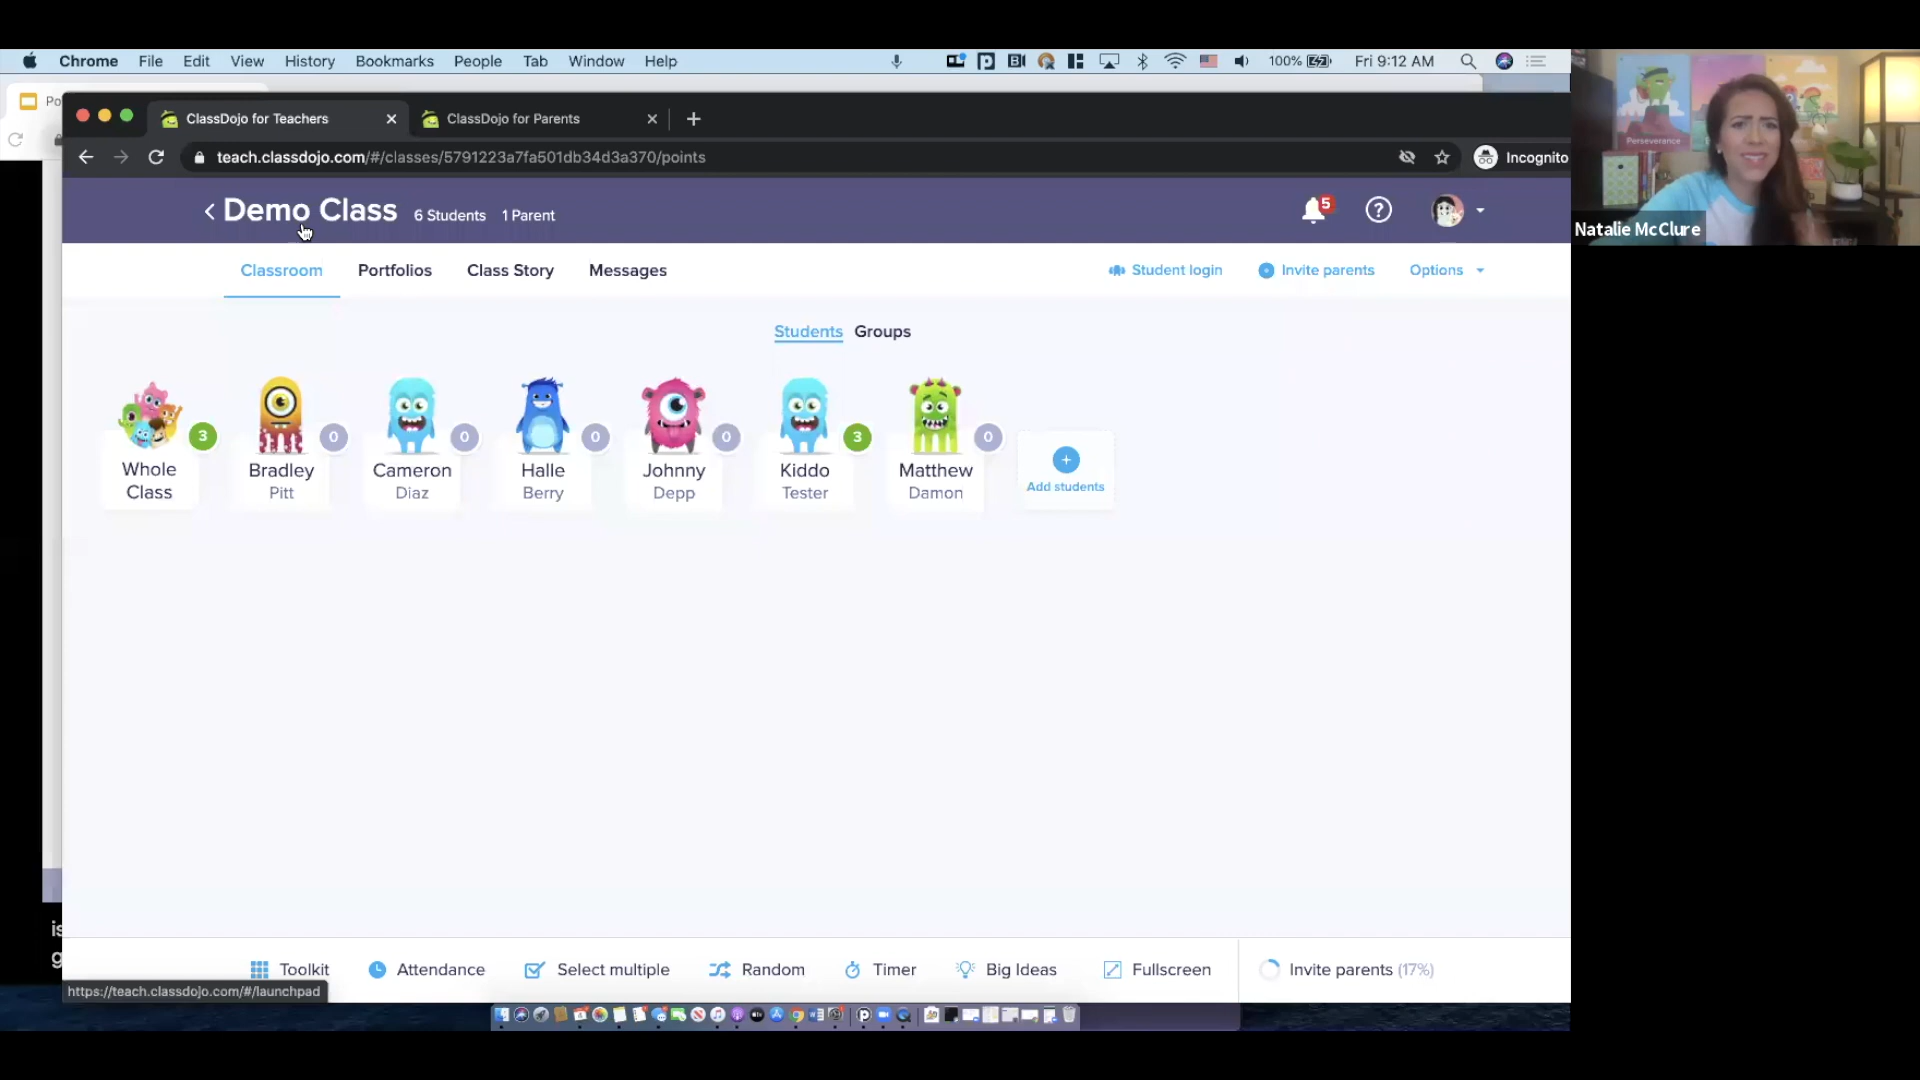 Chrome File Edit View History Bookmarks People Tab Window Help 100% Fri 9:12 AM
Po
ClassDojo for Teachers ClassDojo for Parents
teach.classdojo.com/#/classes/5791223a7fa501db34d3a370/points Incognito
Perseverance
Natalie McClure
Demo Class 6 Students 1 Parent 5
Classroom Portfolios Class Story Messages Student login Invite parents Options
Students Groups
3 0 0 0 0 3 0
Whole Class
Bradley Pitt
Cameron Diaz
Halle Berry
Johnny Depp
Kiddo Tester
Matthew Damon
Add students
is
g
Toolkit Attendance Select multiple Random Timer Big Ideas Fullscreen Invite parents (17%)
https://teach.classdojo.com/#/launchpad